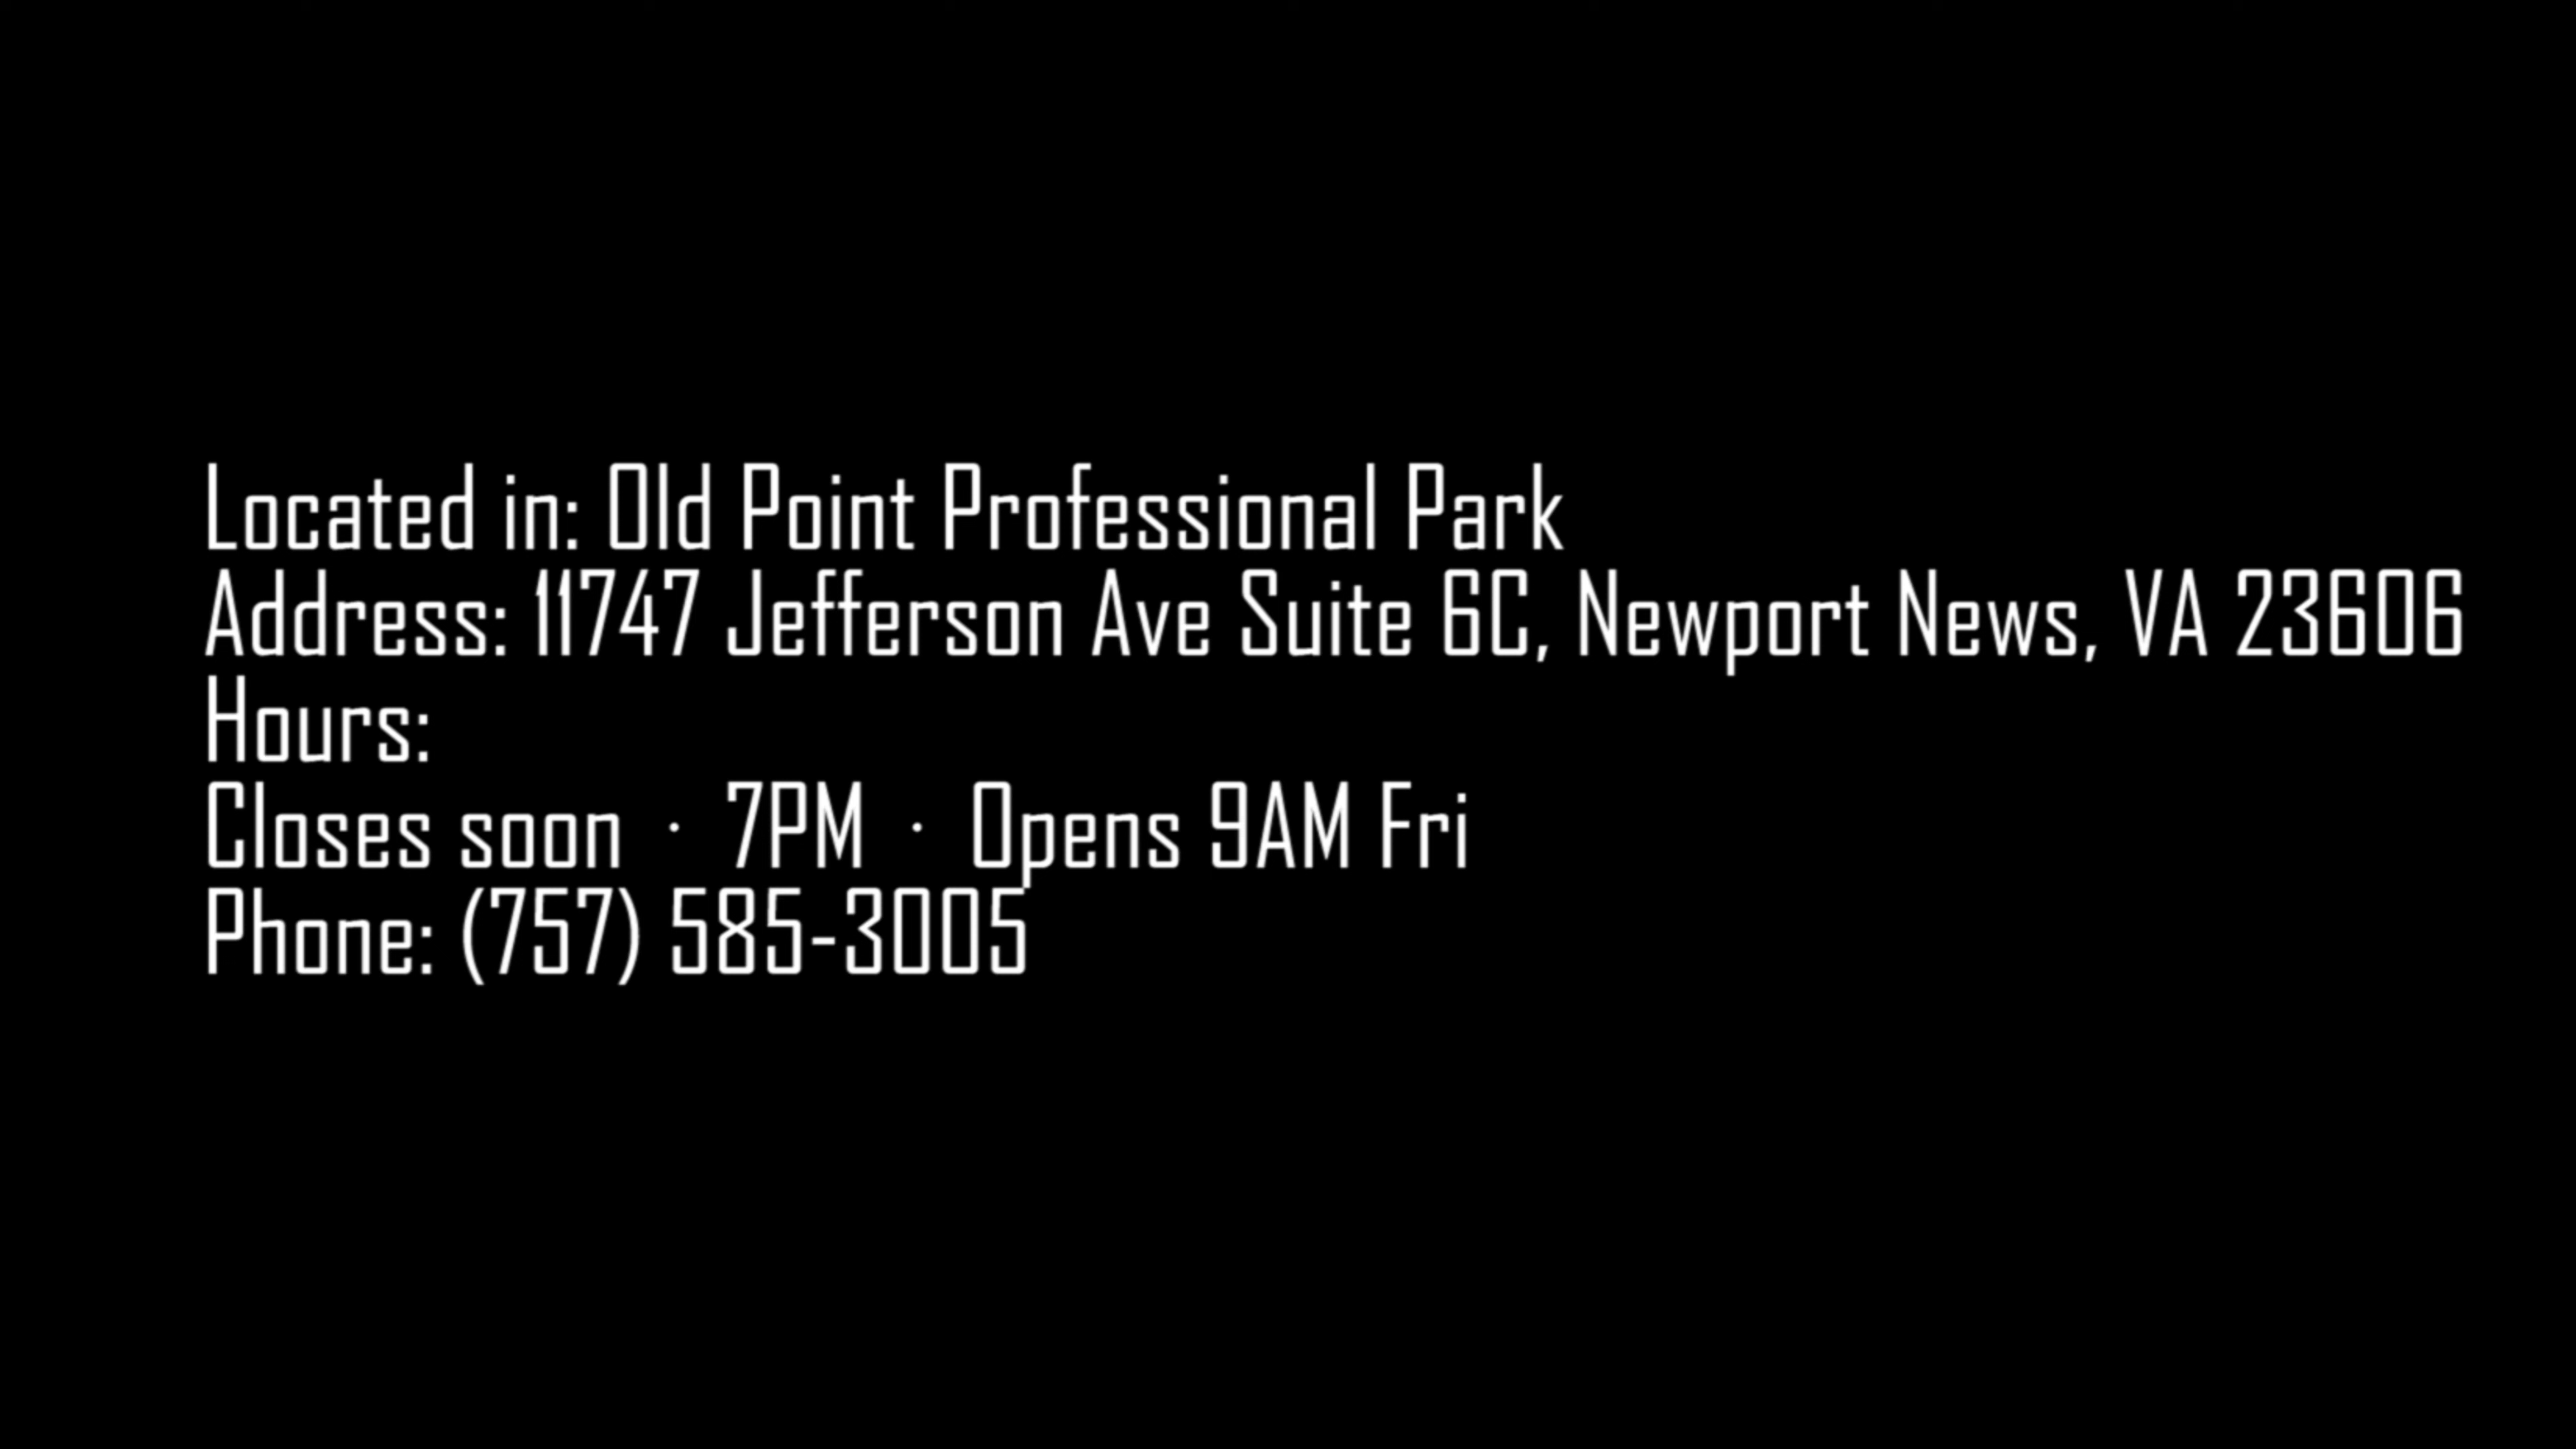 Located in: Old Point Professional Park
Address: 11747 Jefferson Ave Suite 6C, Newport News, VA 23606
Hours:
Closes soon · 7PM · Opens 9AM Fri
Phone: (757) 585-3005